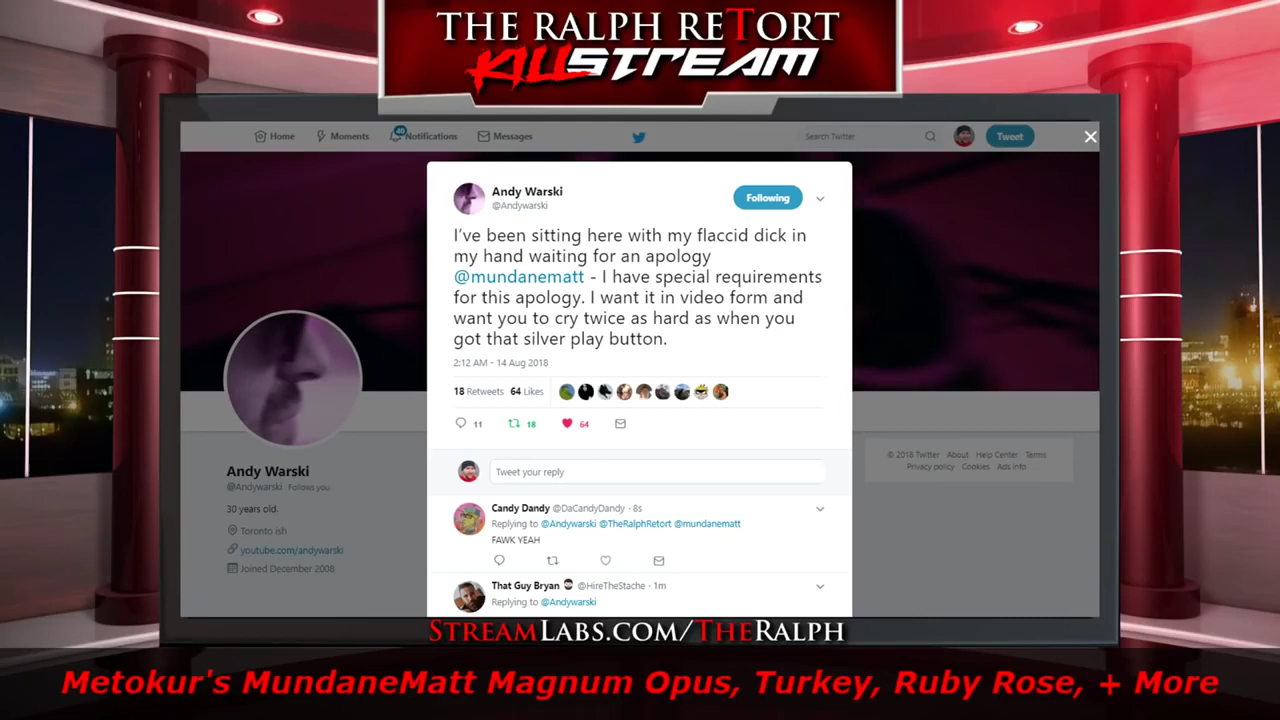 THE RALPH RETORT
KILLSTREAM
Home
Moments
40
Notifications
Messages
Search Twitter
Tweet
Andy Warski
@Andywarski
Following
I've been sitting here with my flaccid dick in
my hand waiting for an apology
@mundanematt - I have special requirements
for this apology. I want it in video form and
want you to cry twice as hard as when you
got that silver play button.
2:12 AM - 14 Aug 2018
18 Retweets 64 Likes
11 18 64
Tweet your reply
Candy Dandy @DaCandyDandy · 8s
Replying to @Andywarski @TheRalphRetort @mundanematt
FAWK YEAH
That Guy Bryan @HireTheStache · 1m
Replying to @Andywarski
Andy Warski
@Andywarski Follows you
30 years old.
Toronto ish
youtube.com/andywarski
Joined December 2008
© 2018 Twitter About Help Center Terms
Privacy policy Cookies Ads info
STREAMLABS.COM/THERALPH
Metokur's MundaneMatt Magnum Opus, Turkey, Ruby Rose, + More